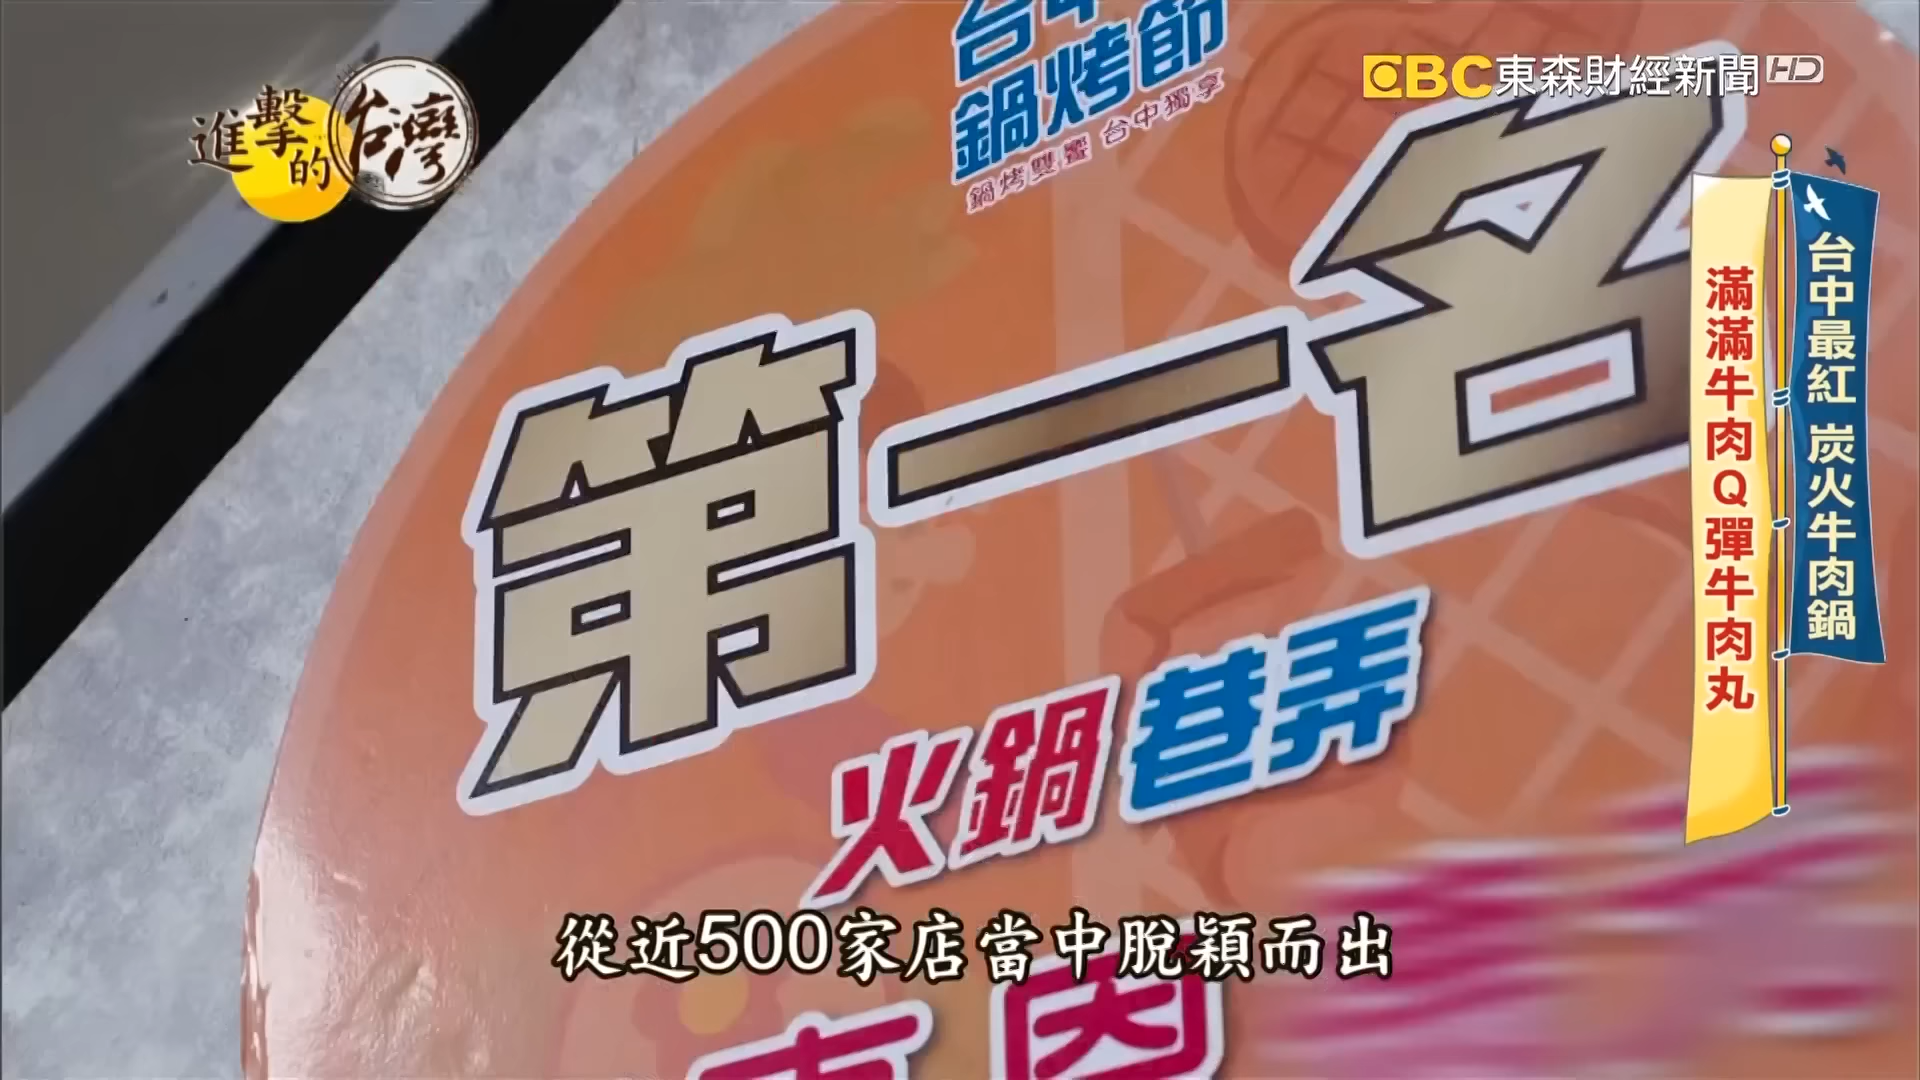 進擊的台灣
EBC東森財經新聞HD
台中
鍋烤節
鍋烤雙饗 台中獨享
第一名
火鍋巷弄
台中最紅 炭火牛肉鍋
滿滿牛肉Q彈牛肉丸
從近500家店當中脫穎而出